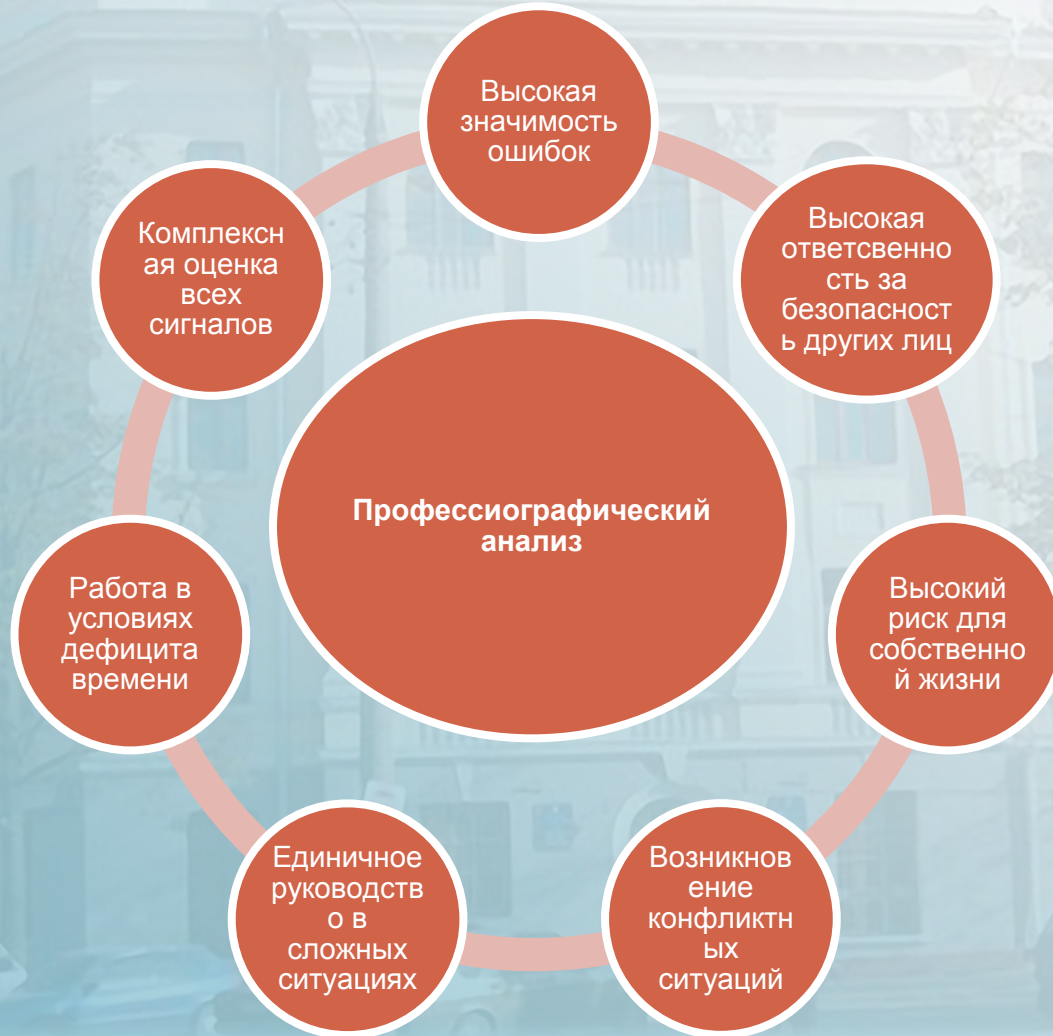 Высокая
значимость
ошибок
Высокая
ответсвенно
сть за
безопасност
ь других лиц
Высокий
риск для
собственно
й жизни
Возникнов
ение
конфликтн
ых
ситуаций
Единичное
руководств
о в
сложных
ситуациях
Работа в
условиях
дефицита
времени
Комплексн
ая оценка
всех
сигналов
Профессиографический
анализ